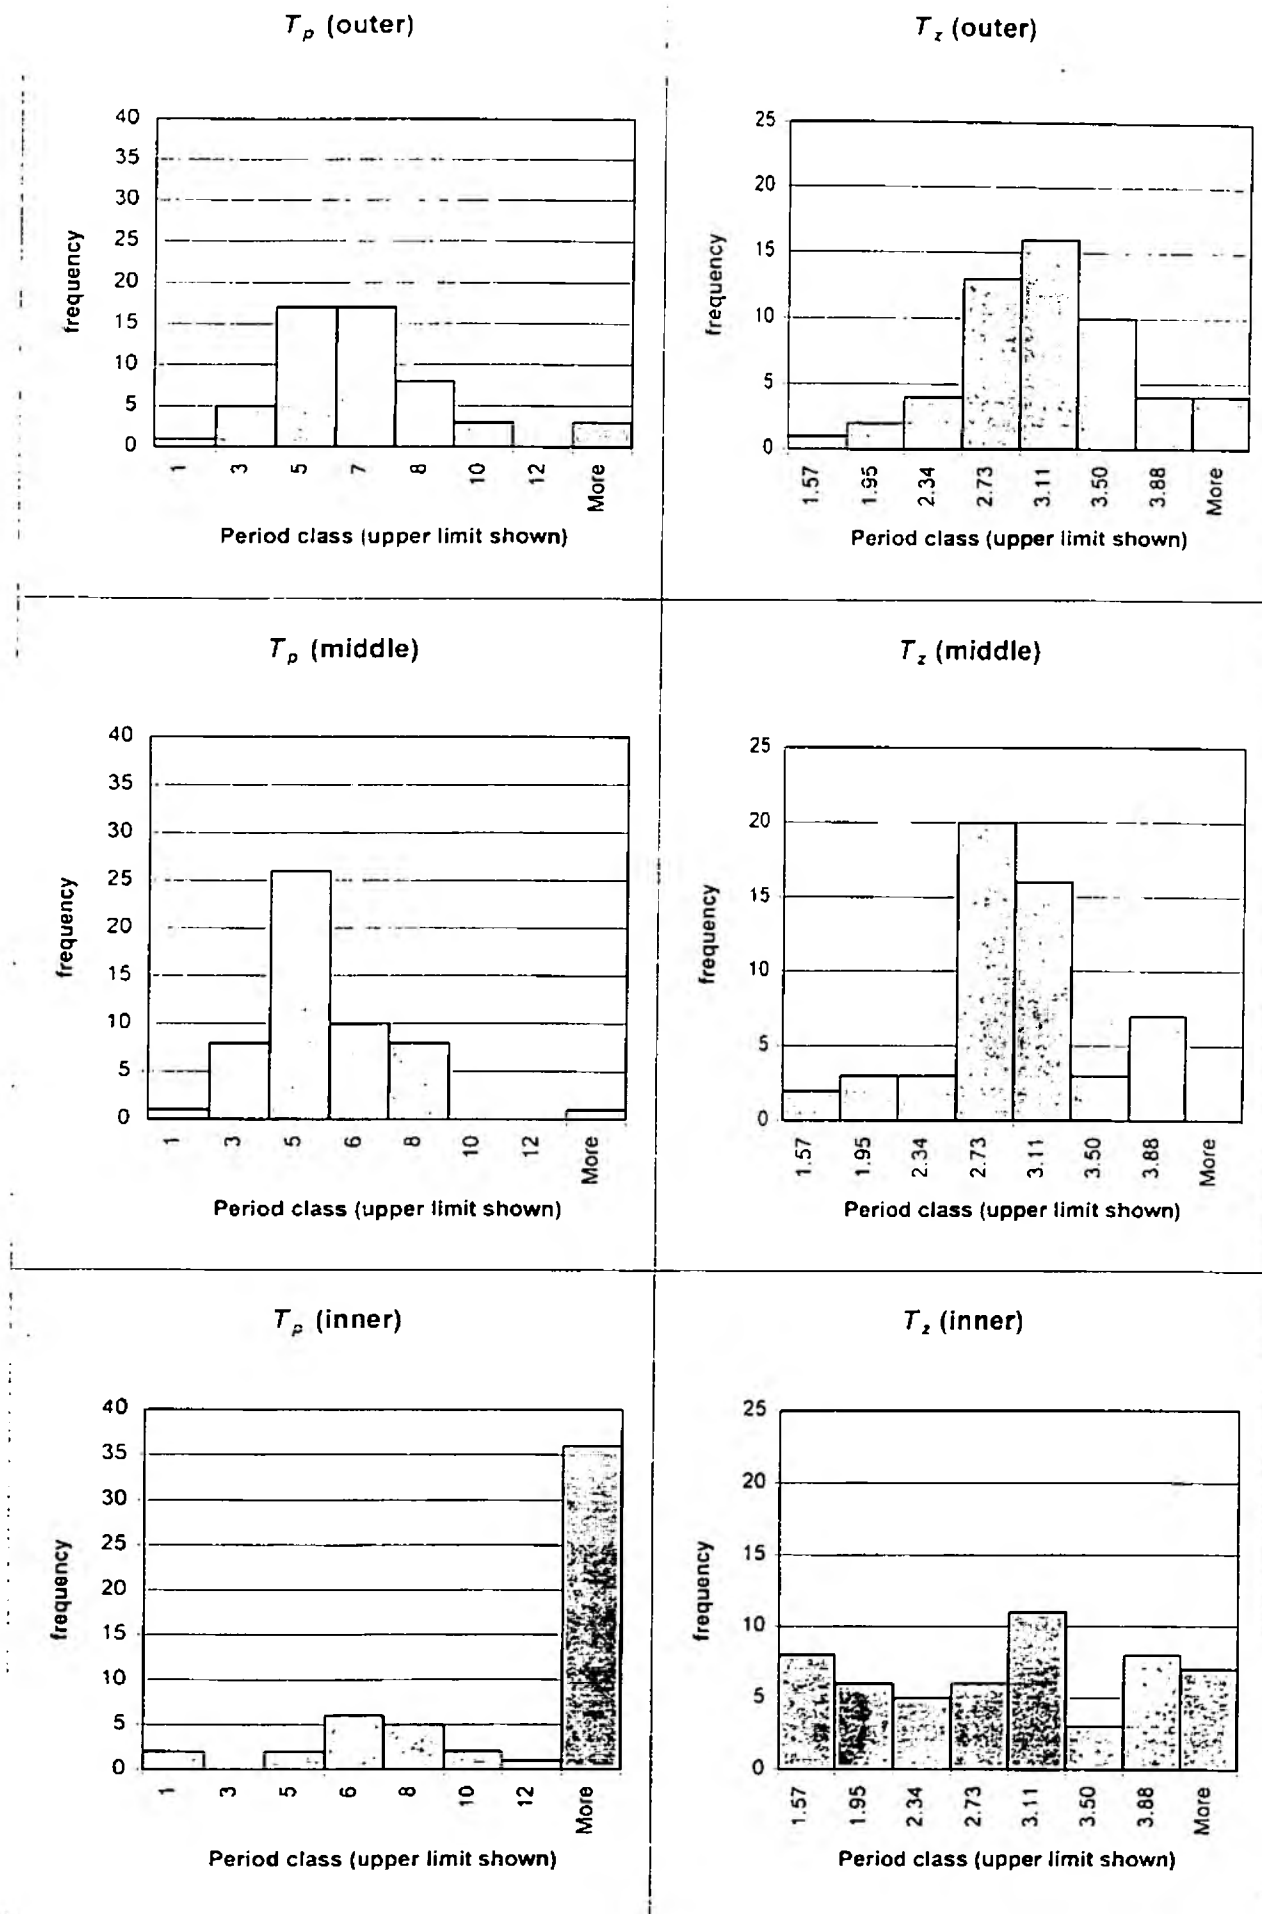 T_p (outer)
40
35
30
25
20
15
10
5
0
frequency
1 3 5 7 8 10 12 More
Period class (upper limit shown)
T_z (outer)
25
20
15
10
5
0
frequency
1.57 1.95 2.34 2.73 3.11 3.50 3.88 More
Period class (upper limit shown)
T_p (middle)
40
35
30
25
20
15
10
5
0
frequency
1 3 5 6 8 10 12 More
Period class (upper limit shown)
T_z (middle)
25
20
15
10
5
0
frequency
1.57 1.95 2.34 2.73 3.11 3.50 3.88 More
Period class (upper limit shown)
T_p (inner)
40
35
30
25
20
15
10
5
0
frequency
1 3 5 6 8 10 12 More
Period class (upper limit shown)
T_z (inner)
25
20
15
10
5
0
frequency
1.57 1.95 2.34 2.73 3.11 3.50 3.88 More
Period class (upper limit shown)